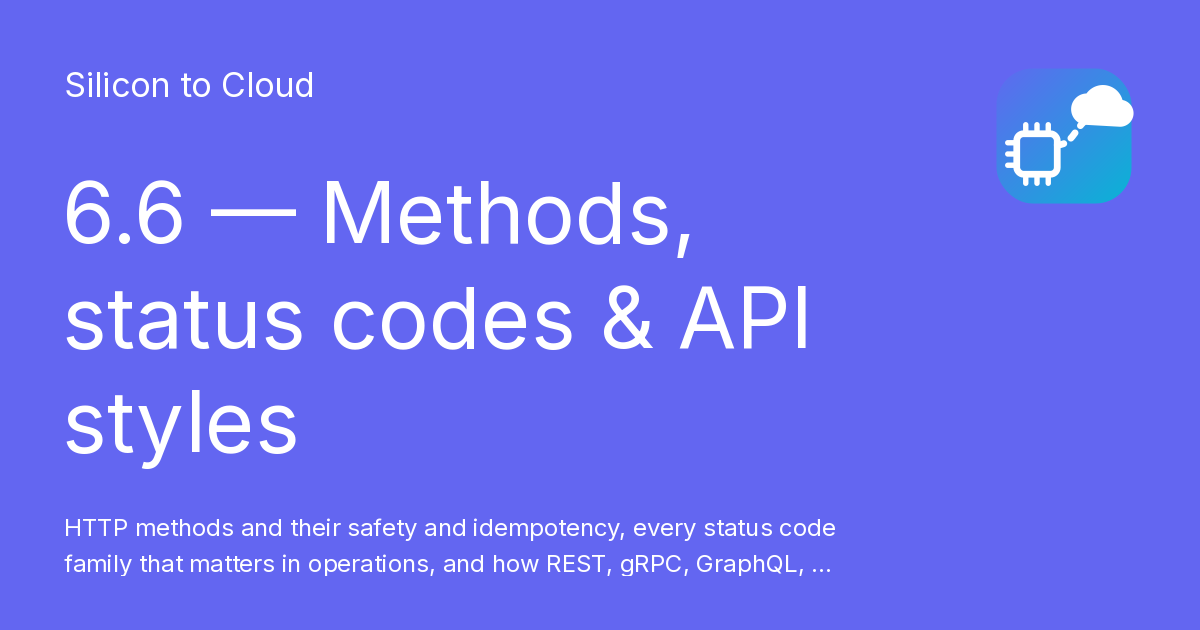 Silicon to Cloud
6.6 — Methods,
status codes & API
styles
HTTP methods and their safety and idempotency, every status code
family that matters in operations, and how REST, gRPC, GraphQL, …